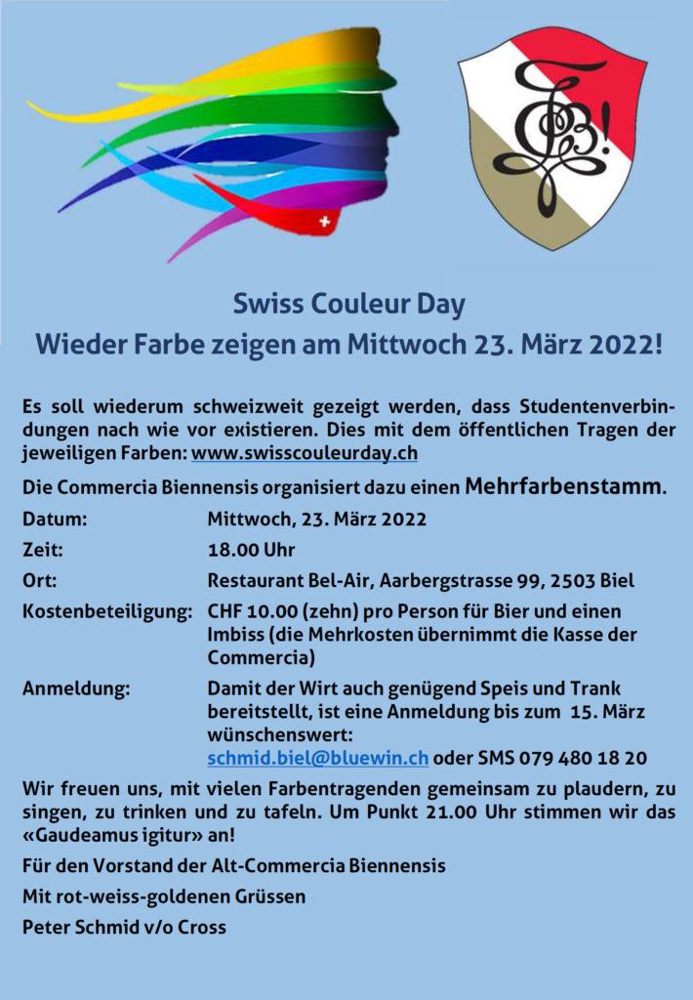 Swiss Couleur Day
Wieder Farbe zeigen am Mittwoch 23. März 2022!
Es soll wiederum schweizweit gezeigt werden, dass Studentenverbin-
dungen nach wie vor existieren. Dies mit dem öffentlichen Tragen der
jeweiligen Farben: www.swisscouleurday.ch
Die Commercia Biennensis organisiert dazu einen Mehrfarbenstamm.
Datum: Mittwoch, 23. März 2022
Zeit: 18.00 Uhr
Ort: Restaurant Bel-Air, Aarbergstrasse 99, 2503 Biel
Kostenbeteiligung: CHF 10.00 (zehn) pro Person für Bier und einen
Imbiss (die Mehrkosten übernimmt die Kasse der
Commercia)
Anmeldung: Damit der Wirt auch genügend Speis und Trank
bereitstellt, ist eine Anmeldung bis zum 15. März
wünschenswert:
schmid.biel@bluewin.ch oder SMS 079 480 18 20
Wir freuen uns, mit vielen Farbentragenden gemeinsam zu plaudern, zu
singen, zu trinken und zu tafeln. Um Punkt 21.00 Uhr stimmen wir das
«Gaudeamus igitur» an!
Für den Vorstand der Alt-Commercia Biennensis
Mit rot-weiss-goldenen Grüssen
Peter Schmid v/o Cross